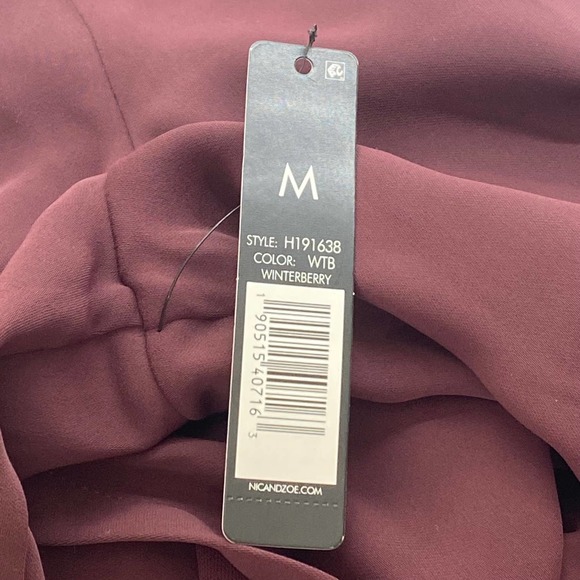 M
STYLE: H191638
COLOR: WTB
WINTERBERRY
1 90515 40716 3
NICANDZOE.COM